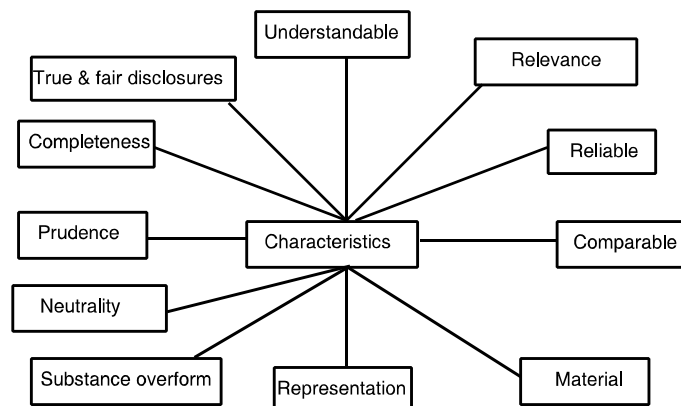 Understandable
Relevance
True & fair disclosures
Completeness
Reliable
Prudence
Characteristics
Comparable
Neutrality
Substance overform
Representation
Material